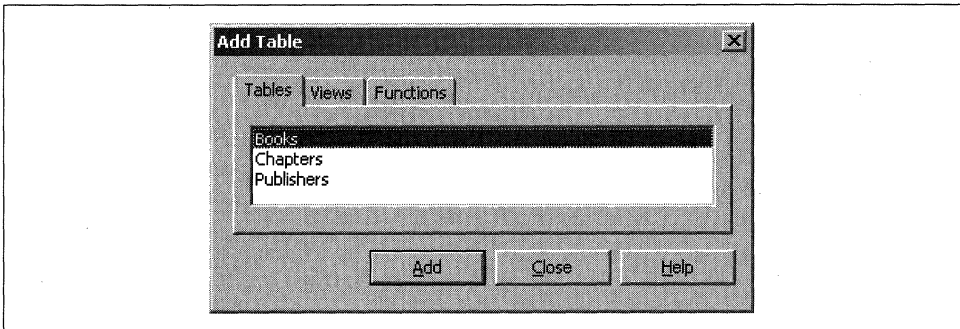 Add Table
Tables Views Functions
Books
Chapters
Publishers
Add Close Help